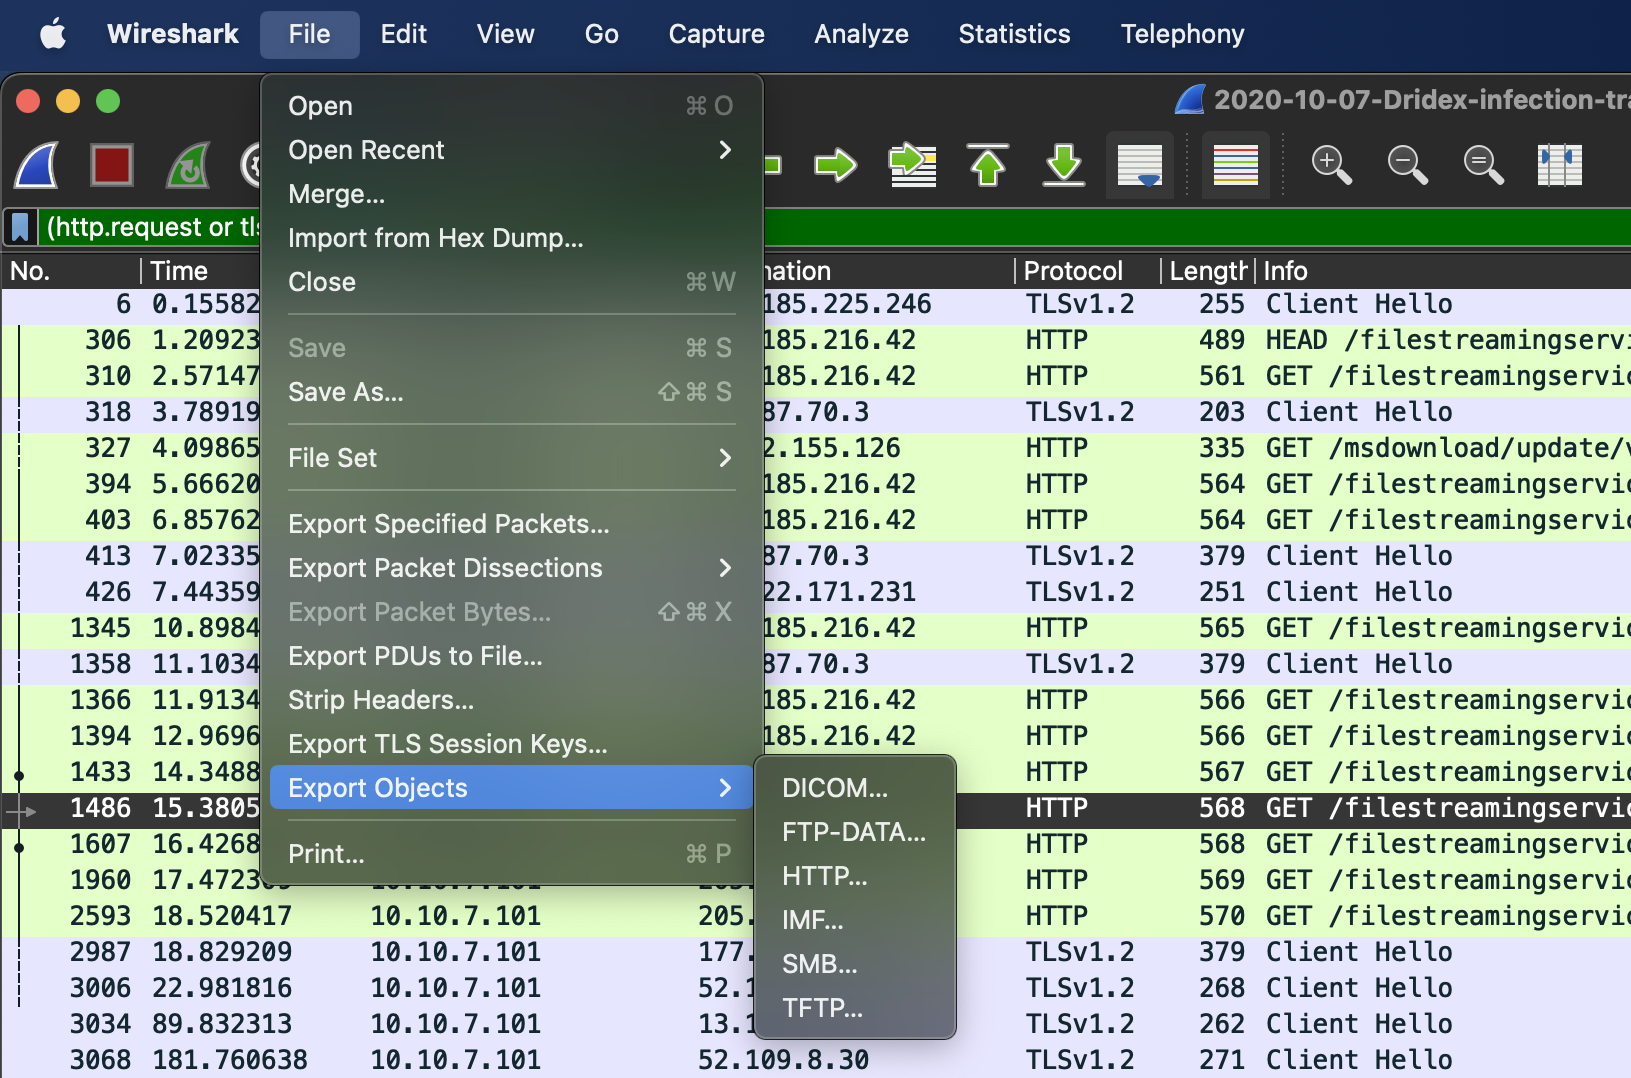 Wireshark File Edit View Go Capture Analyze Statistics Telephony
2020-10-07-Dridex-infection-tra
Open ⌘ O
Open Recent
Merge...
Import from Hex Dump...
Close ⌘ W
Save ⌘ S
Save As... ⇧ ⌘ S
File Set
Export Specified Packets...
Export Packet Dissections
Export Packet Bytes... ⇧ ⌘ X
Export PDUs to File...
Strip Headers...
Export TLS Session Keys...
Export Objects
Print... ⌘ P
DICOM...
FTP-DATA...
HTTP...
IMF...
SMB...
TFTP...
(http.request or tls
No. Time nation Protocol Length Info
6 0.15582 185.225.246 TLSv1.2 255 Client Hello
306 1.20923 185.216.42 HTTP 489 HEAD /filestreamingservi
310 2.57147 185.216.42 HTTP 561 GET /filestreamingservic
318 3.78919 87.70.3 TLSv1.2 203 Client Hello
327 4.09865 2.155.126 HTTP 335 GET /msdownload/update/v
394 5.66620 185.216.42 HTTP 564 GET /filestreamingservic
403 6.85762 185.216.42 HTTP 564 GET /filestreamingservic
413 7.02335 87.70.3 TLSv1.2 379 Client Hello
426 7.44359 22.171.231 TLSv1.2 251 Client Hello
1345 10.8984 185.216.42 HTTP 565 GET /filestreamingservic
1358 11.1034 87.70.3 TLSv1.2 379 Client Hello
1366 11.9134 185.216.42 HTTP 566 GET /filestreamingservic
1394 12.9696 185.216.42 HTTP 566 GET /filestreamingservic
1433 14.3488 HTTP 567 GET /filestreamingservic
1486 15.3805 HTTP 568 GET /filestreamingservic
1607 16.4268 HTTP 568 GET /filestreamingservic
1960 17.472309 10.10.7.101 205. HTTP 569 GET /filestreamingservic
2593 18.520417 10.10.7.101 205. HTTP 570 GET /filestreamingservic
2987 18.829209 10.10.7.101 177. TLSv1.2 379 Client Hello
3006 22.981816 10.10.7.101 52.1 TLSv1.2 268 Client Hello
3034 89.832313 10.10.7.101 13.1 TLSv1.2 262 Client Hello
3068 181.760638 10.10.7.101 52.109.8.30 TLSv1.2 271 Client Hello